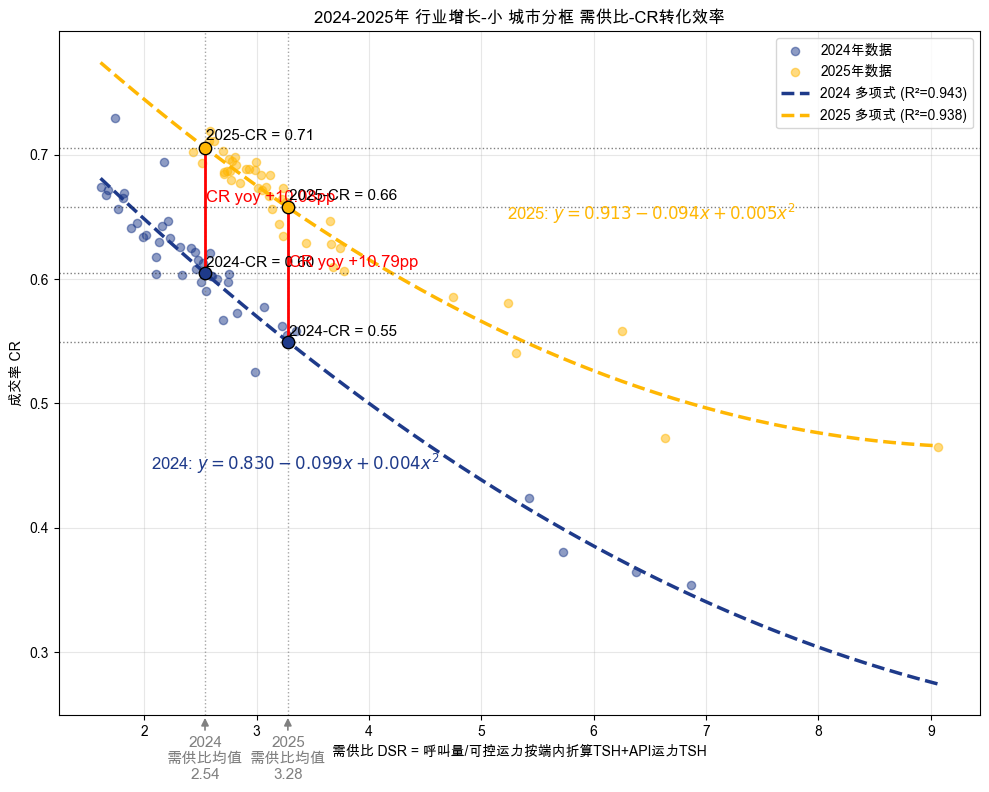 2024-2025年 行业增长-小 城市分框 需供比-CR转化效率
2024年数据
2025年数据
2024 多项式 (R²=0.943)
2025 多项式 (R²=0.938)
2025-CR = 0.71
2025-CR = 0.66
CR yoy +10.08pp
2025: y = 0.913 − 0.094x + 0.005x²
2024-CR = 0.60
CR yoy +10.79pp
2024-CR = 0.55
2024: y = 0.830 − 0.099x + 0.004x²
成交率 CR
0.7
0.6
0.5
0.4
0.3
2 3 4 5 6 7 8 9
需供比 DSR = 呼叫量/可控运力按端内折算TSH+API运力TSH
2024
需供比均值
2.54
2025
需供比均值
3.28